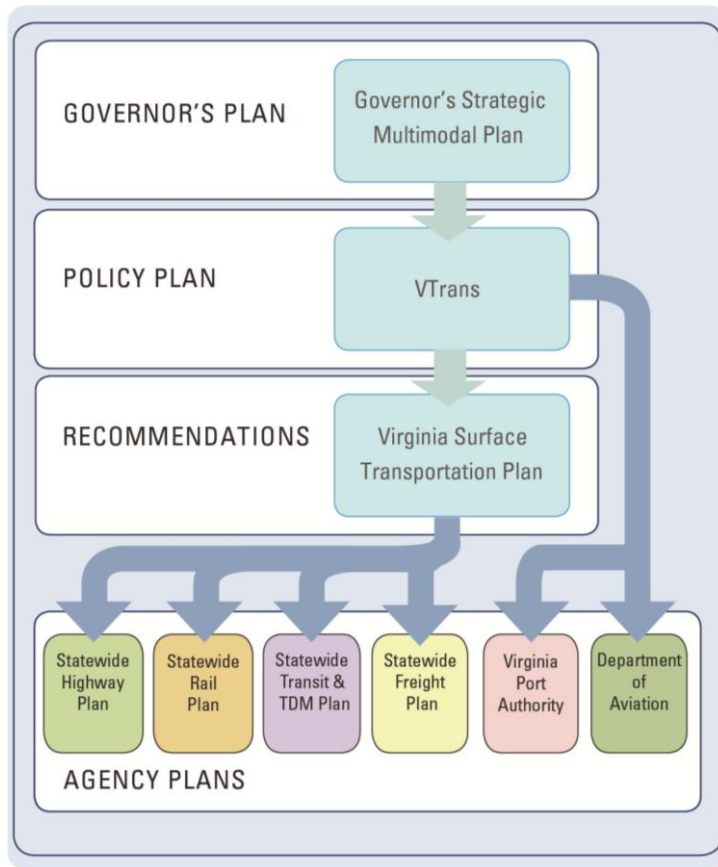 GOVERNOR'S PLAN
Governor's Strategic
Multimodal Plan
POLICY PLAN
VTrans
RECOMMENDATIONS
Virginia Surface
Transportation Plan
Statewide
Highway
Plan
Statewide
Rail
Plan
Statewide
Transit &
TDM Plan
Statewide
Freight
Plan
Virginia
Port
Authority
Department
of
Aviation
AGENCY PLANS